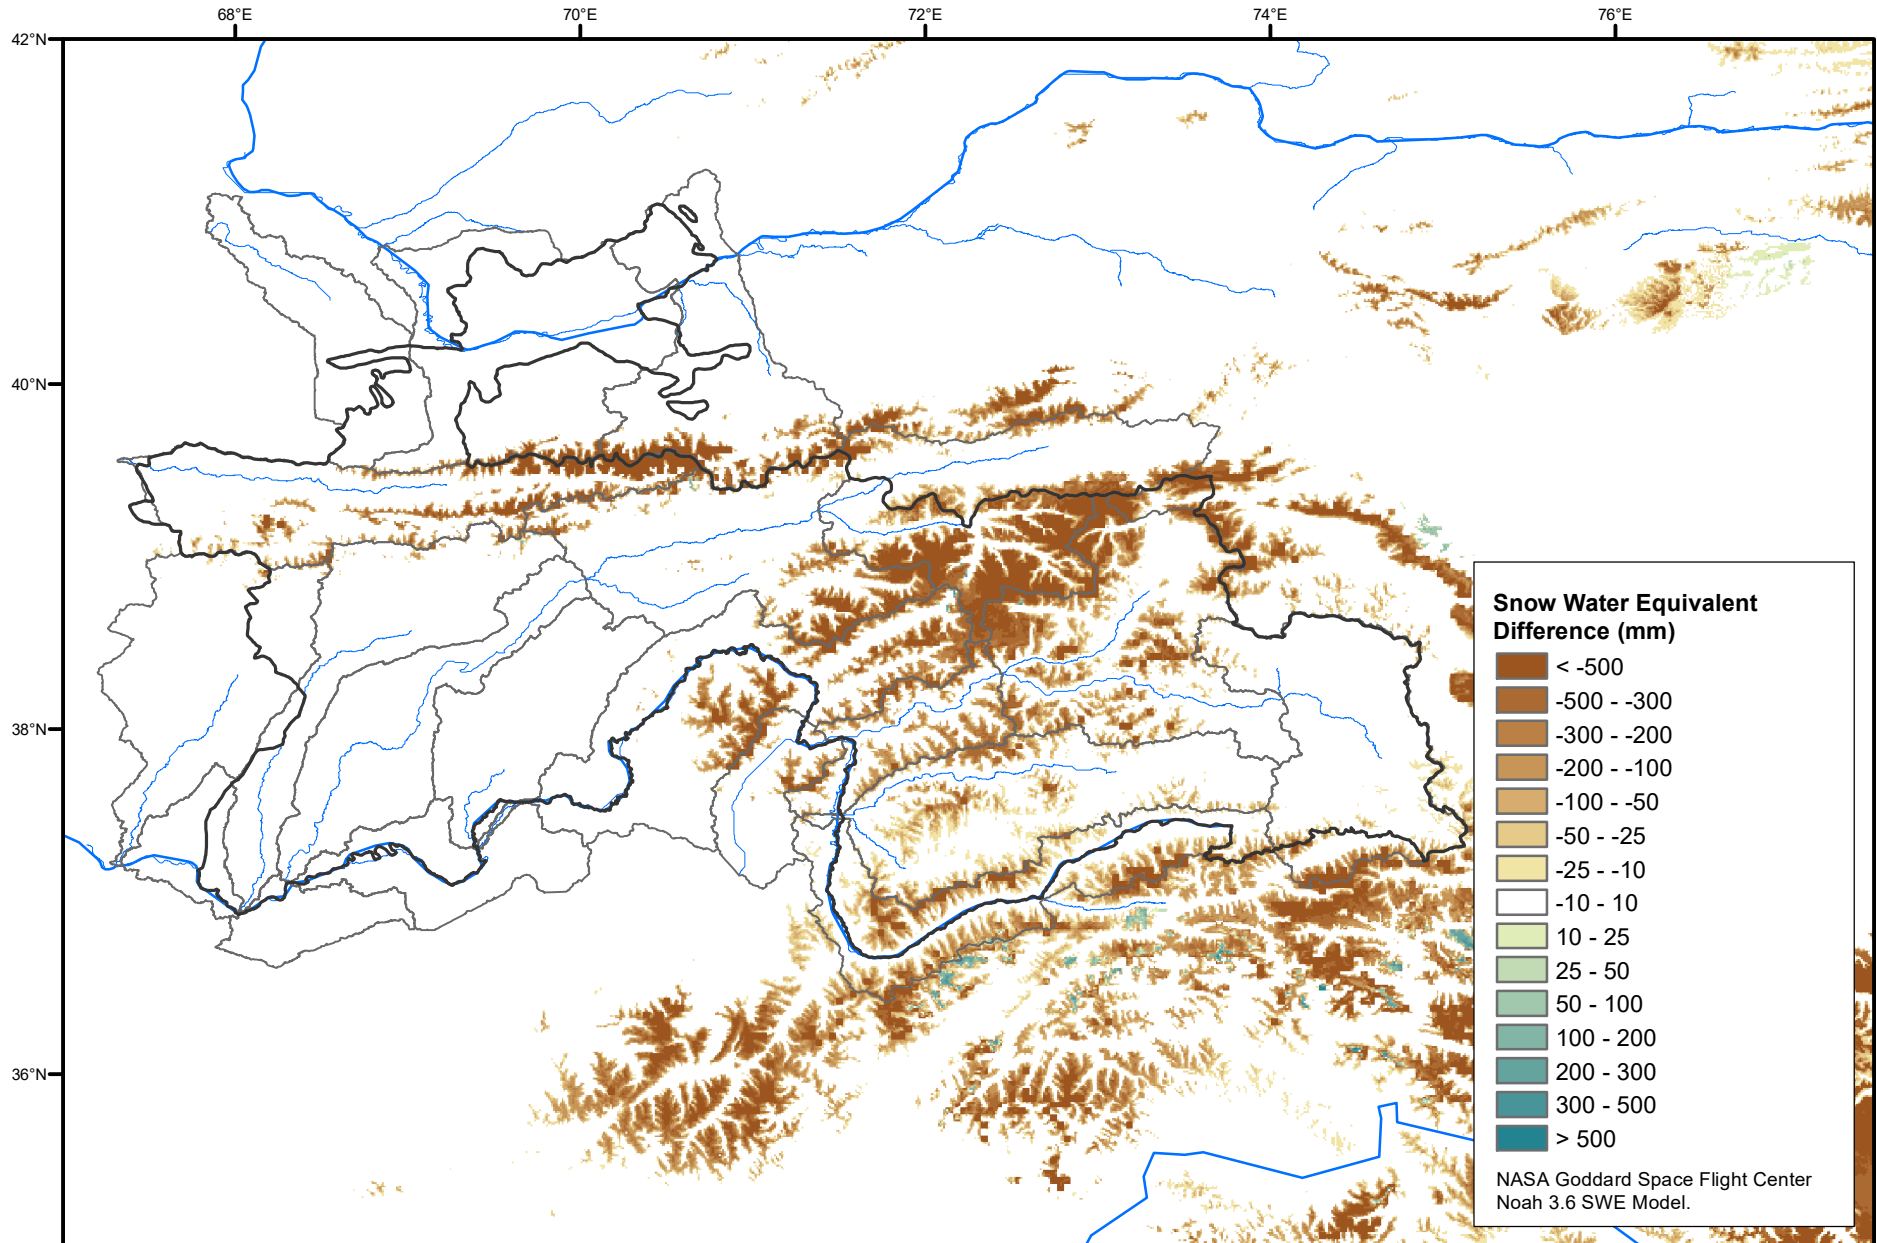 68°E
70°E
72°E
74°E
76°E
42°N
40°N
38°N
36°N
Snow Water Equivalent
Difference (mm)
< -500
-500 - -300
-300 - -200
-200 - -100
-100 - -50
-50 - -25
-25 - -10
-10 - 10
10 - 25
25 - 50
50 - 100
100 - 200
200 - 300
300 - 500
> 500
NASA Goddard Space Flight Center
Noah 3.6 SWE Model.